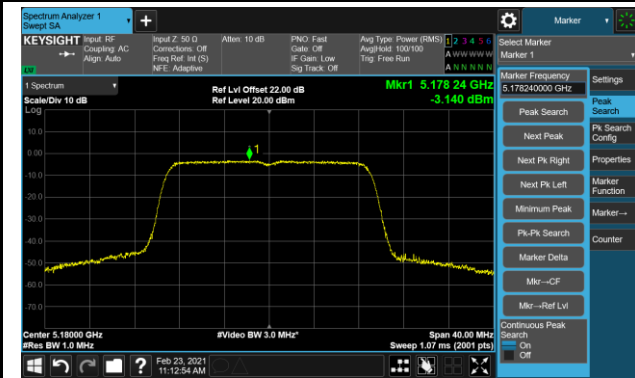 Spectrum Analyzer 1
Swept SA
KEYSIGHT
Input: RF
Coupling: AC
Align: Auto
Input Z: 50 Ω
Corrections: Off
Freq Ref: Int (S)
NFE: Adaptive
Atten: 10 dB
PNO: Fast
Gate: Off
IF Gain: Low
Sig Track: Off
Avg Type: Power (RMS)
Avg|Hold: 100/100
Trig: Free Run
1 2 3 4 5 6
A W W W W W
A N N N N N
1 Spectrum
Scale/Div 10 dB
Log
Ref Lvl Offset 22.00 dB
Ref Level 20.00 dBm
Mkr1 5.178 24 GHz
-3.140 dBm
10.0
0.00
-10.0
-20.0
-30.0
-40.0
-50.0
-60.0
-70.0
1
Center 5.18000 GHz
#Res BW 1.0 MHz
#Video BW 3.0 MHz*
Span 40.00 MHz
Sweep 1.07 ms (2001 pts)
Feb 23, 2021
11:12:54 AM
Marker
Select Marker
Marker 1
Marker Frequency
5.178240000 GHz
Peak Search
Next Peak
Next Pk Right
Next Pk Left
Minimum Peak
Pk-Pk Search
Marker Delta
Mkr→CF
Mkr→Ref Lvl
Continuous Peak
Search
On
Off
Settings
Peak
Search
Pk Search
Config
Properties
Marker
Function
Marker→
Counter